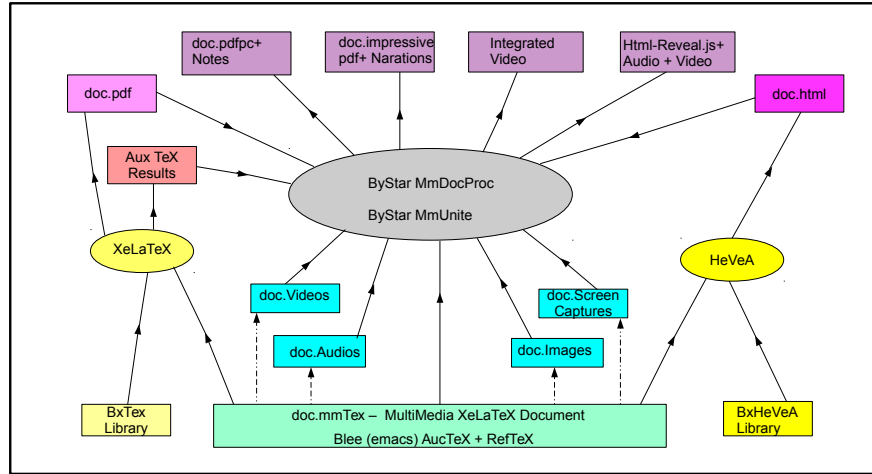 doc.pdfpc+
Notes
doc.impressive
pdf+ Narations
Integrated
Video
Html-Reveal.js+
Audio + Video
doc.pdf
doc.html
Aux TeX
Results
ByStar MmDocProc
ByStar MmUnite
XeLaTeX
HeVeA
doc.Videos
doc.Screen
Captures
doc.Audios
doc.Images
BxTex
Library
doc.mmTex – MultiMedia XeLaTeX Document
Blee (emacs) AucTeX + RefTeX
BxHeVeA
Library